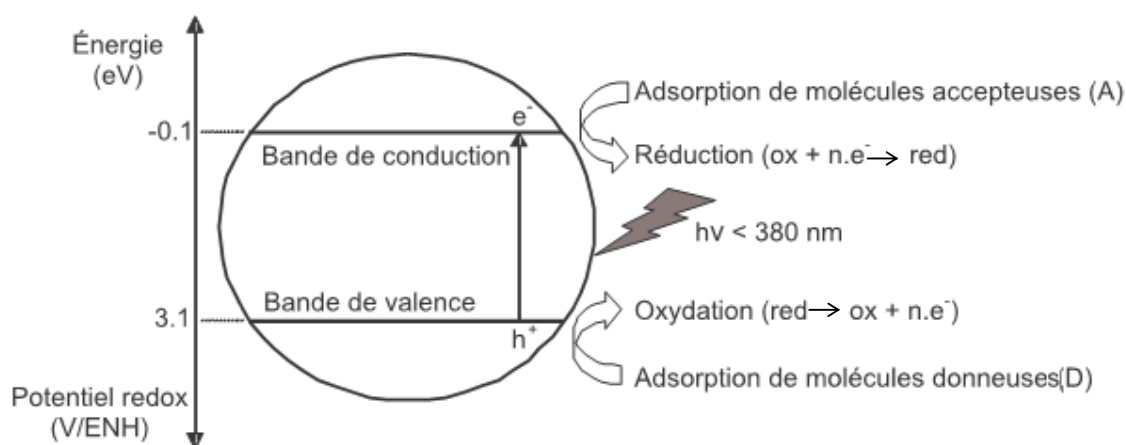 Énergie
(eV)
-0.1
e-
Bande de conduction
Adsorption de molécules accepteuses (A)
Réduction (ox + n.e- → red)
hν < 380 nm
Bande de valence
3.1
h+
Oxydation (red → ox + n.e-)
Adsorption de molécules donneuses(D)
Potentiel redox
(V/ENH)